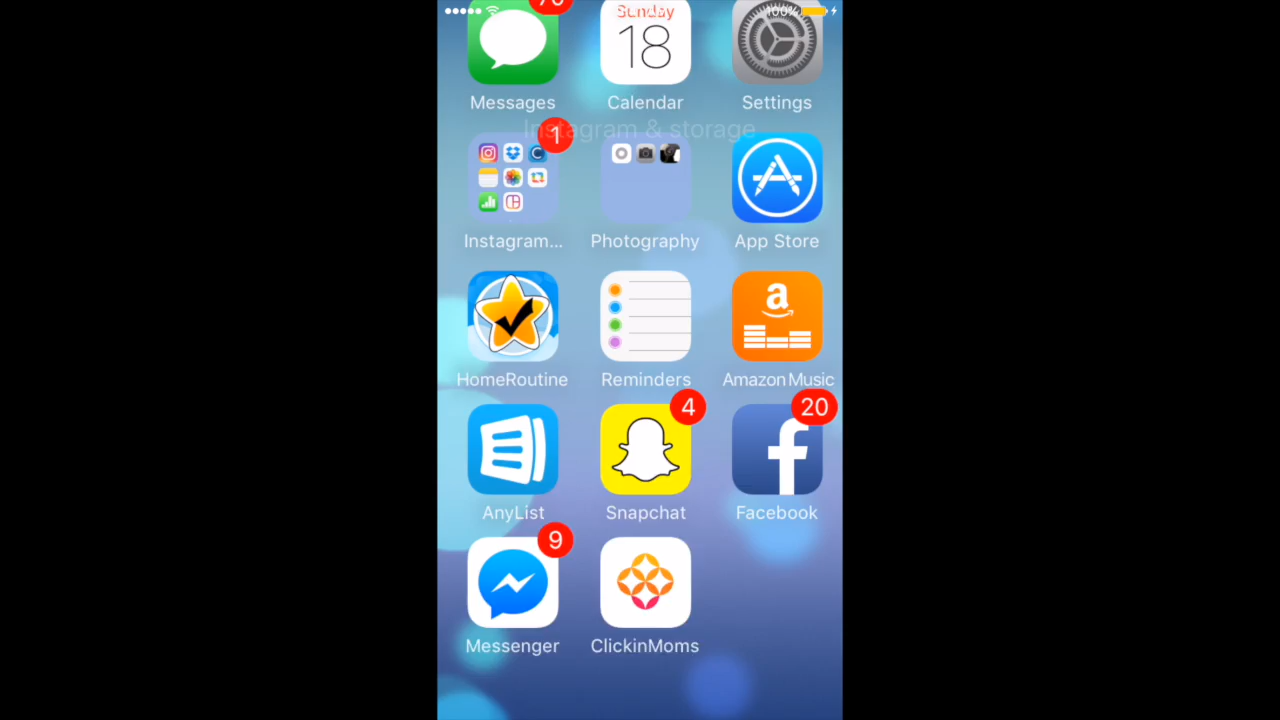 Sunday
100%
18
Messages
Calendar
Settings
Instagram & storage
1
Instagram...
Photography
App Store
a
HomeRoutine
Reminders
Amazon Music
4
20
f
AnyList
Snapchat
Facebook
9
Messenger
ClickinMoms